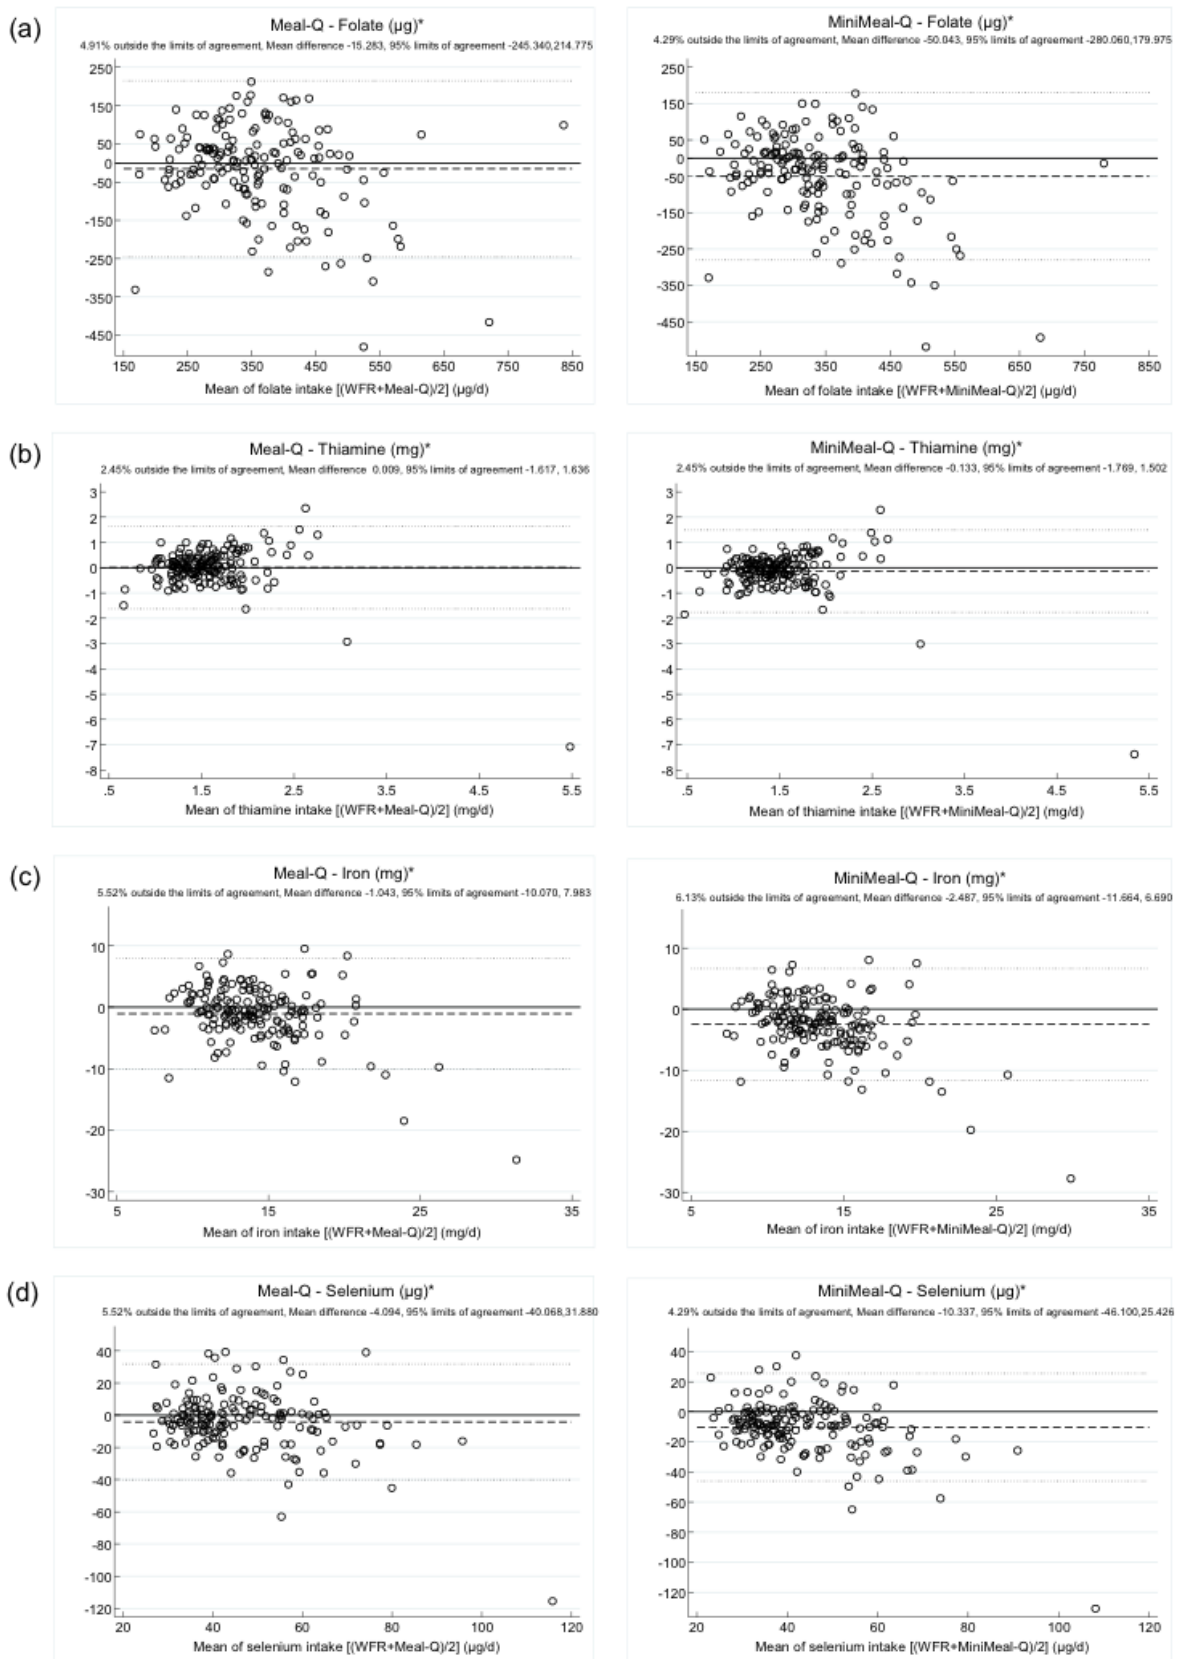 (a)
Meal-Q - Folate (µg)*
4.91% outside the limits of agreement, Mean difference -15.283, 95% limits of agreement -245.340,214.775
250
150
50
0
-50
-150
-250
-350
-450
150 250 350 450 550 650 750 850
Mean of folate intake [(WFR+Meal-Q)/2] (µg/d)
MiniMeal-Q - Folate (µg)*
4.29% outside the limits of agreement, Mean difference -50.043, 95% limits of agreement -280.060,179.975
250
150
50
0
-50
-150
-250
-350
-450
150 250 350 450 550 650 750 850
Mean of folate intake [(WFR+MiniMeal-Q)/2] (µg/d)
(b)
Meal-Q - Thiamine (mg)*
2.45% outside the limits of agreement, Mean difference 0.009, 95% limits of agreement -1.617, 1.636
3
2
1
0
-1
-2
-3
-4
-5
-6
-7
-8
.5 1.5 2.5 3.5 4.5 5.5
Mean of thiamine intake [(WFR+Meal-Q)/2] (mg/d)
MiniMeal-Q - Thiamine (mg)*
2.45% outside the limits of agreement, Mean difference -0.133, 95% limits of agreement -1.769, 1.502
3
2
1
0
-1
-2
-3
-4
-5
-6
-7
-8
.5 1.5 2.5 3.5 4.5 5.5
Mean of thiamine intake [(WFR+MiniMeal-Q)/2] (mg/d)
(c)
Meal-Q - Iron (mg)*
5.52% outside the limits of agreement, Mean difference -1.043, 95% limits of agreement -10.070, 7.983
10
0
-10
-20
-30
5 15 25 35
Mean of iron intake [(WFR+Meal-Q)/2] (mg/d)
MiniMeal-Q - Iron (mg)*
6.13% outside the limits of agreement, Mean difference -2.487, 95% limits of agreement -11.664, 6.690
10
0
-10
-20
-30
5 15 25 35
Mean of iron intake [(WFR+MiniMeal-Q)/2] (mg/d)
(d)
Meal-Q - Selenium (µg)*
5.52% outside the limits of agreement, Mean difference -4.094, 95% limits of agreement -40.068,31.880
40
20
0
-20
-40
-60
-80
-100
-120
20 40 60 80 100 120
Mean of selenium intake [(WFR+Meal-Q)/2] (µg/d)
MiniMeal-Q - Selenium (µg)*
4.29% outside the limits of agreement, Mean difference -10.337, 95% limits of agreement -46.100,25.426
40
20
0
-20
-40
-60
-80
-100
-120
20 40 60 80 100 120
Mean of selenium intake [(WFR+MiniMeal-Q)/2] (µg/d)